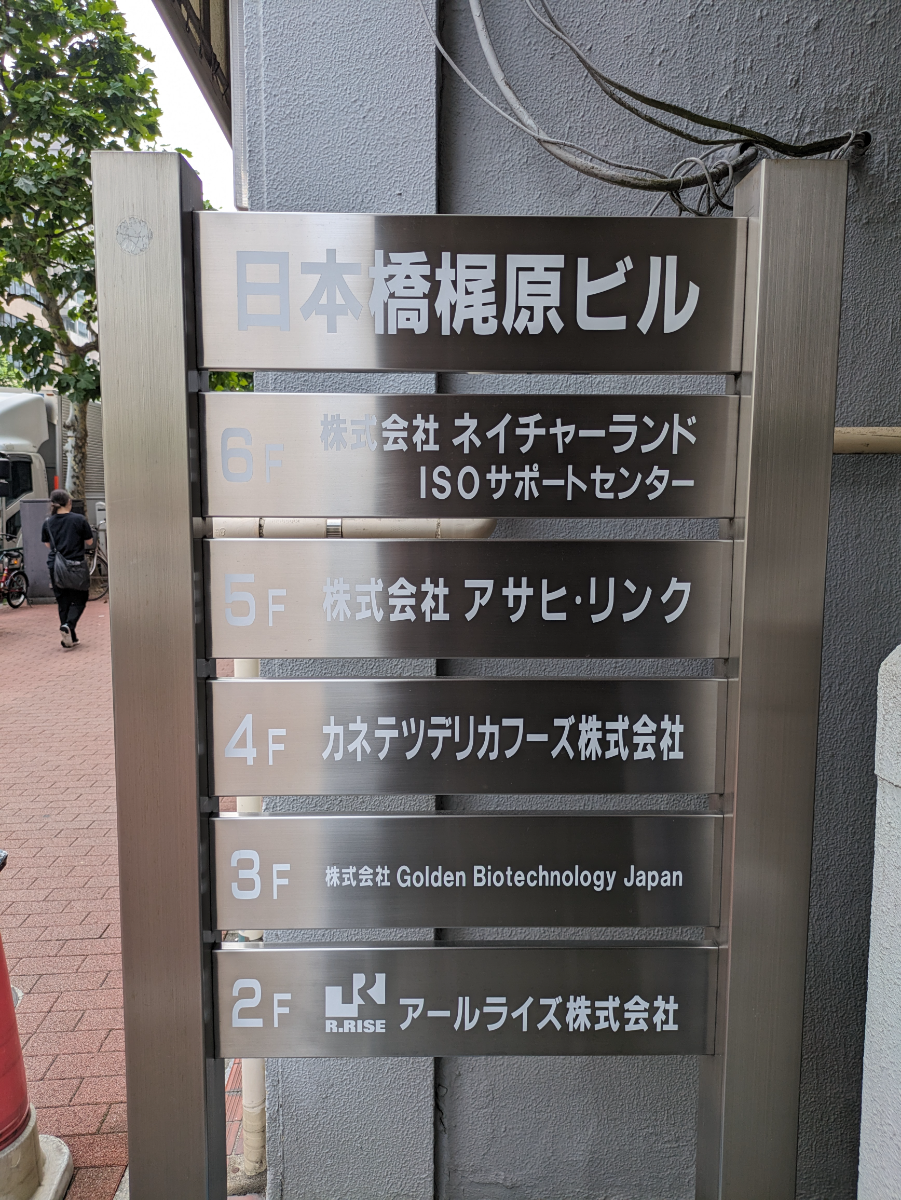 日本橋梶原ビル
6F 株式会社 ネイチャーランド
ISOサポートセンター
5F 株式会社 アサヒ・リンク
4F カネテツデリカフーズ株式会社
3F 株式会社 Golden Biotechnology Japan
2F R.RISE アールライズ株式会社